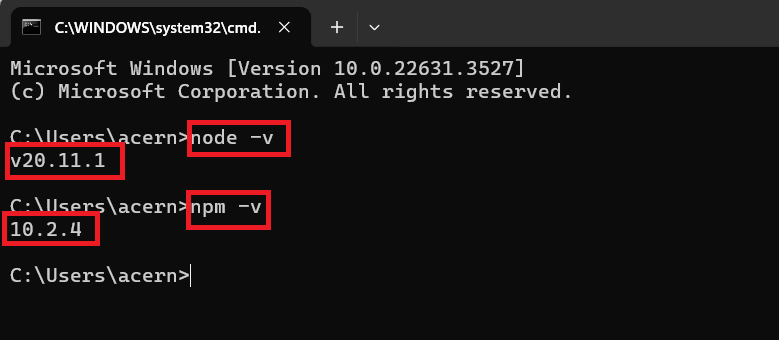 C:\WINDOWS\system32\cmd.
Microsoft Windows [Version 10.0.22631.3527]
(c) Microsoft Corporation. All rights reserved.
C:\Users\acern>node -v
v20.11.1
C:\Users\acern>npm -v
10.2.4
C:\Users\acern>